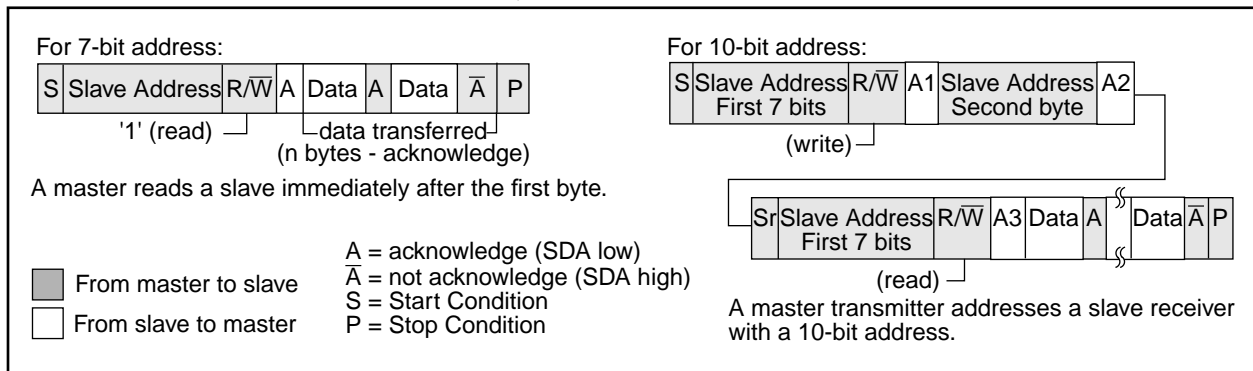 For 7-bit address:
S Slave Address R/W̅ A Data A Data A̅ P
'1' (read) data transferred
(n bytes - acknowledge)
A master reads a slave immediately after the first byte.
From master to slave
From slave to master
A = acknowledge (SDA low)
A̅ = not acknowledge (SDA high)
S = Start Condition
P = Stop Condition
For 10-bit address:
S Slave Address First 7 bits R/W̅ A1 Slave Address Second byte A2
(write)
Sr Slave Address First 7 bits R/W̅ A3 Data A Data A̅ P
(read)
A master transmitter addresses a slave receiver
with a 10-bit address.